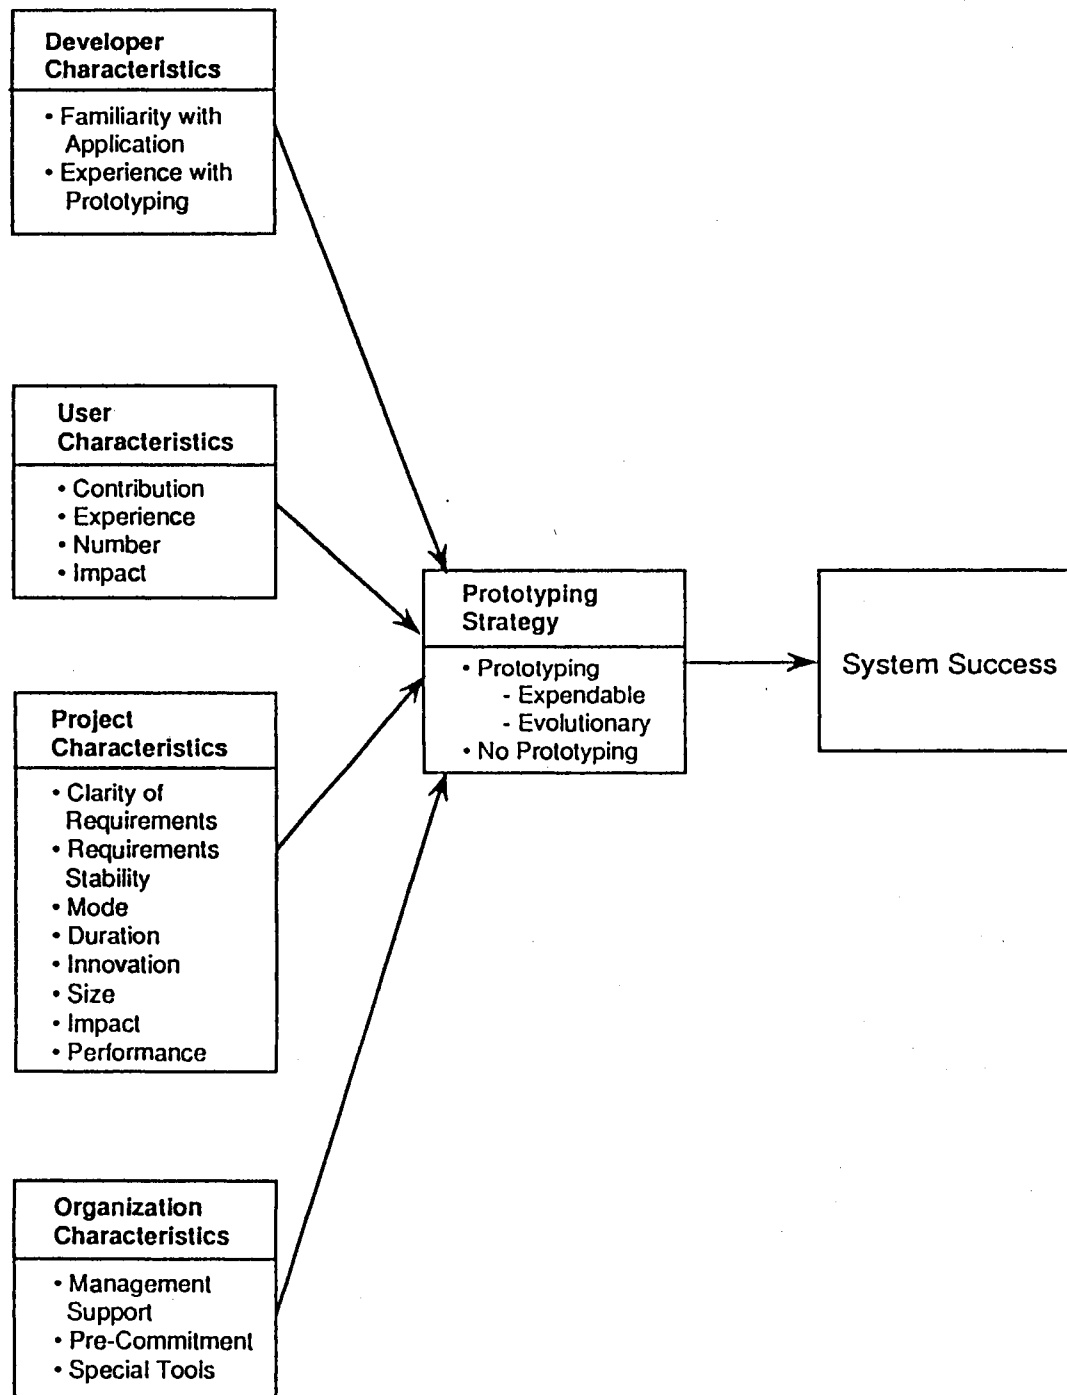 Developer
Characteristics
• Familiarity with
Application
• Experience with
Prototyping
User
Characteristics
• Contribution
• Experience
• Number
• Impact
Project
Characteristics
• Clarity of
Requirements
• Requirements
Stability
• Mode
• Duration
• Innovation
• Size
• Impact
• Performance
Organization
Characteristics
• Management
Support
• Pre-Commitment
• Special Tools
Prototyping
Strategy
• Prototyping
- Expendable
- Evolutionary
• No Prototyping
System Success